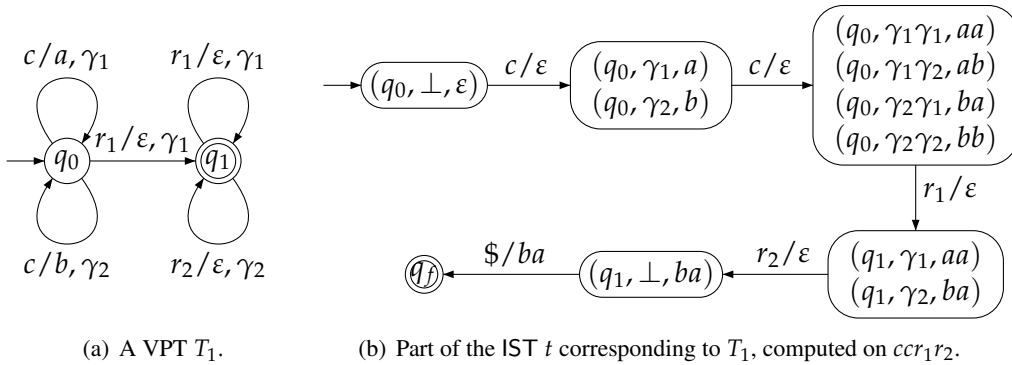 c/a, γ₁
r₁/ε, γ₁
q₀
r₁/ε, γ₁
q₁
c/b, γ₂
r₂/ε, γ₂
(a) A VPT T₁.
(q₀, ⊥, ε)
c/ε
(q₀, γ₁, a)
(q₀, γ₂, b)
c/ε
(q₀, γ₁γ₁, aa)
(q₀, γ₁γ₂, ab)
(q₀, γ₂γ₁, ba)
(q₀, γ₂γ₂, bb)
r₁/ε
(q₁, γ₁, aa)
(q₁, γ₂, ba)
r₂/ε
(q₁, ⊥, ba)
$/ba
q_f
(b) Part of the IST t corresponding to T₁, computed on ccr₁r₂.